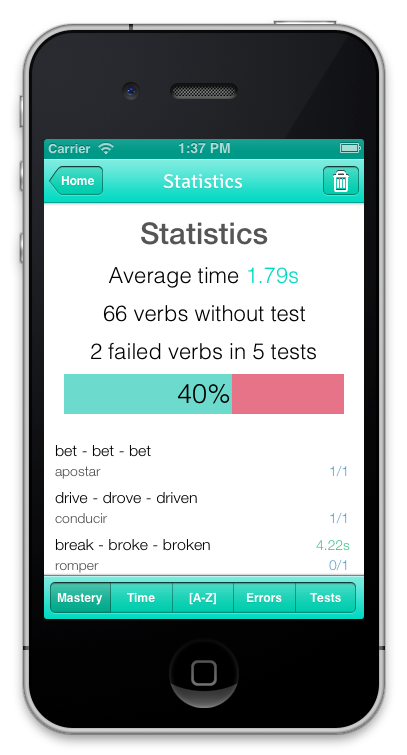 Carrier 1:37 PM
Home Statistics
Statistics
Average time 1.79s
66 verbs without test
2 failed verbs in 5 tests
40%
bet - bet - bet
apostar 1/1
drive - drove - driven
conducir 1/1
break - broke - broken 4.22s
romper 0/1
Mastery Time [A-Z] Errors Tests